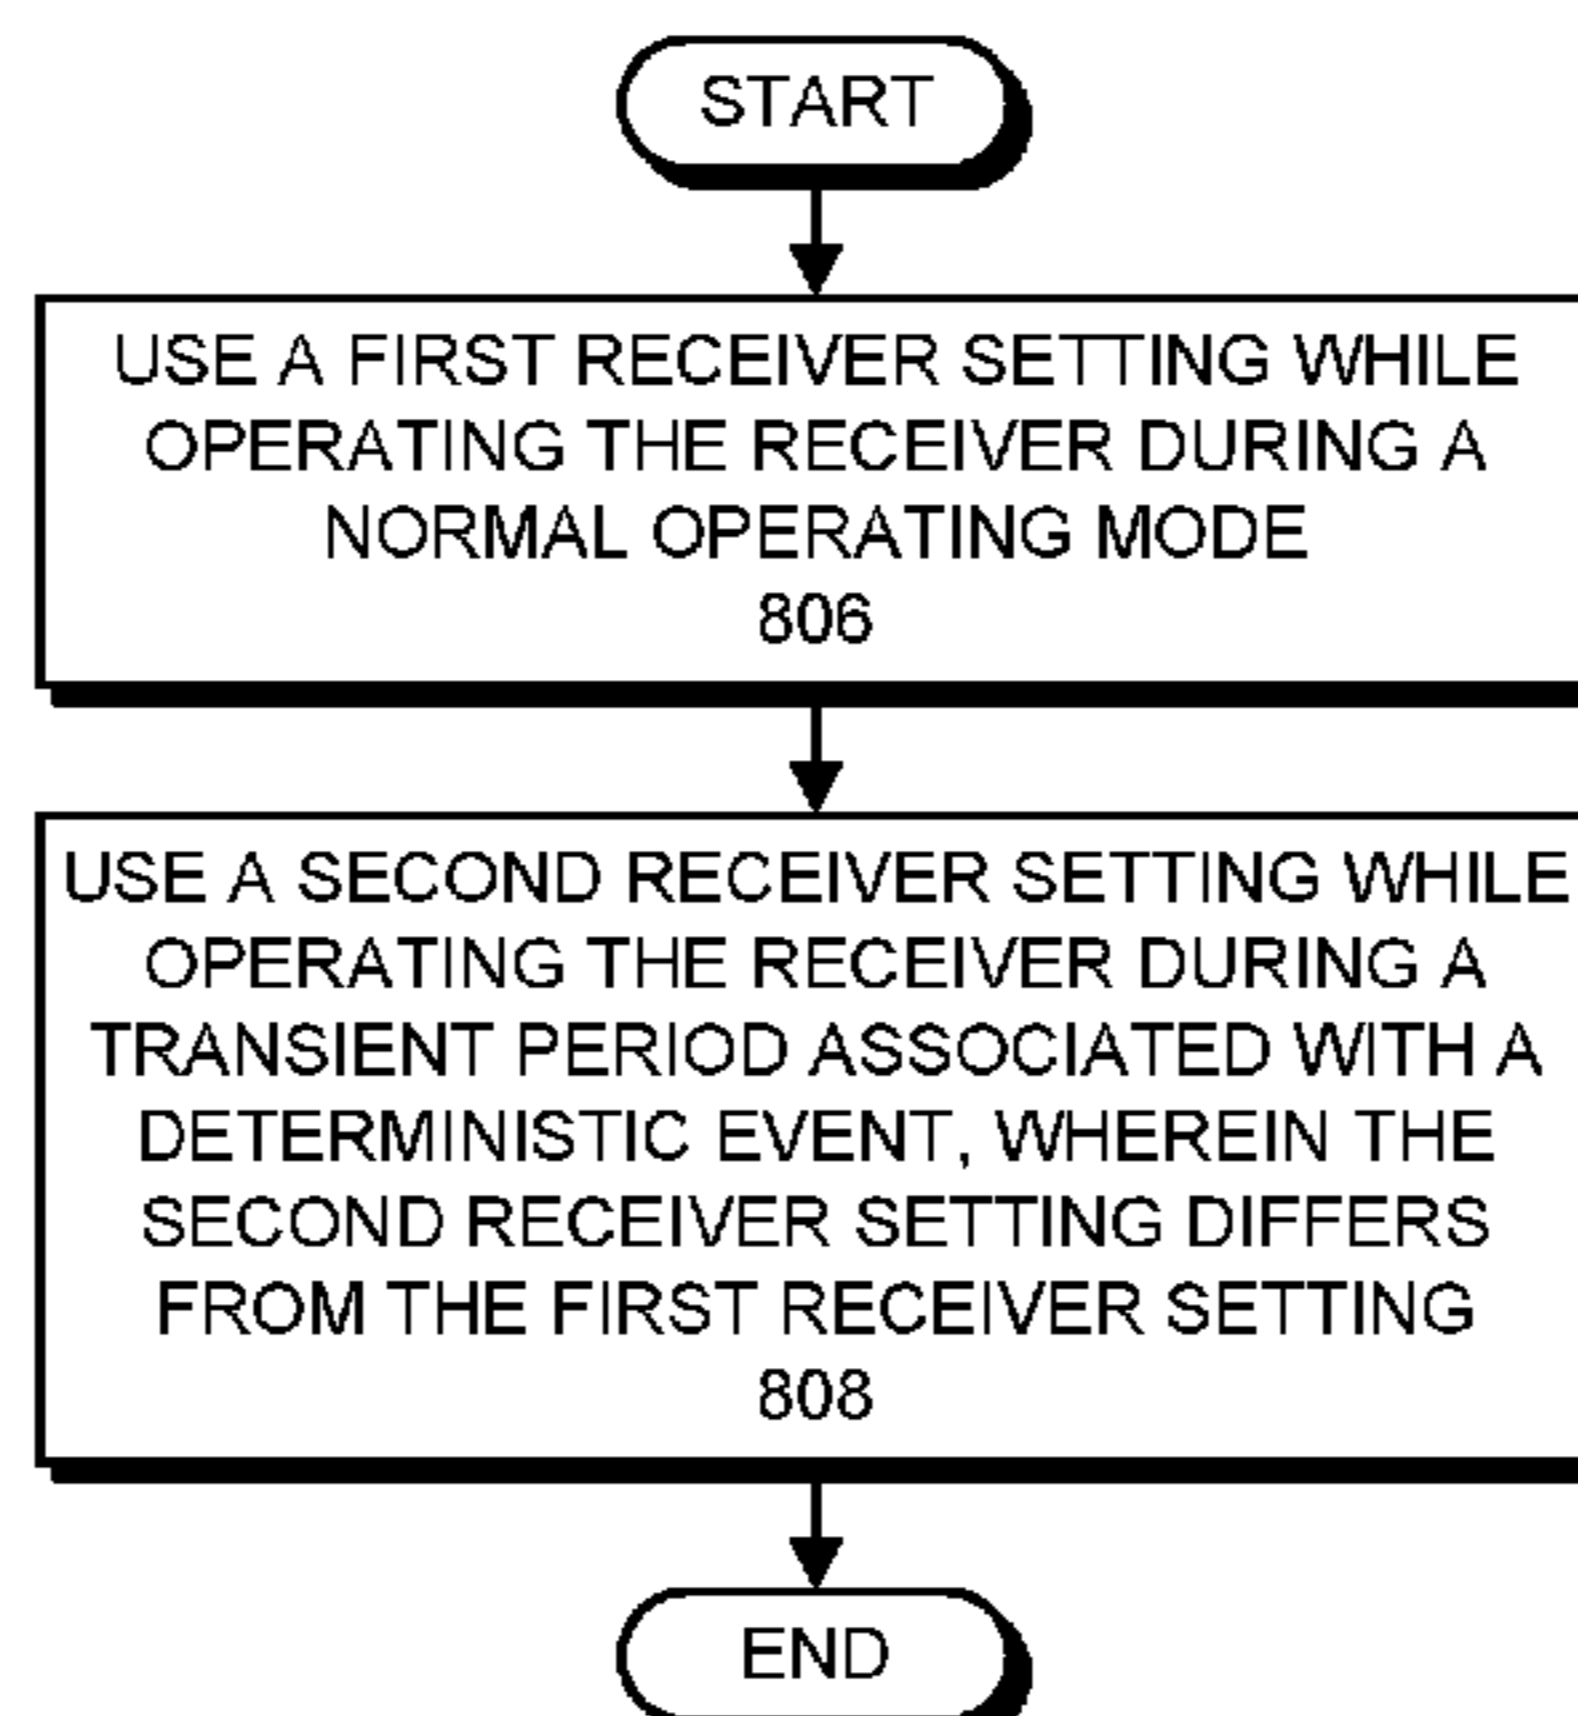 START
USE A FIRST RECEIVER SETTING WHILE
OPERATING THE RECEIVER DURING A
NORMAL OPERATING MODE
806
USE A SECOND RECEIVER SETTING WHILE
OPERATING THE RECEIVER DURING A
TRANSIENT PERIOD ASSOCIATED WITH A
DETERMINISTIC EVENT, WHEREIN THE
SECOND RECEIVER SETTING DIFFERS
FROM THE FIRST RECEIVER SETTING
808
END